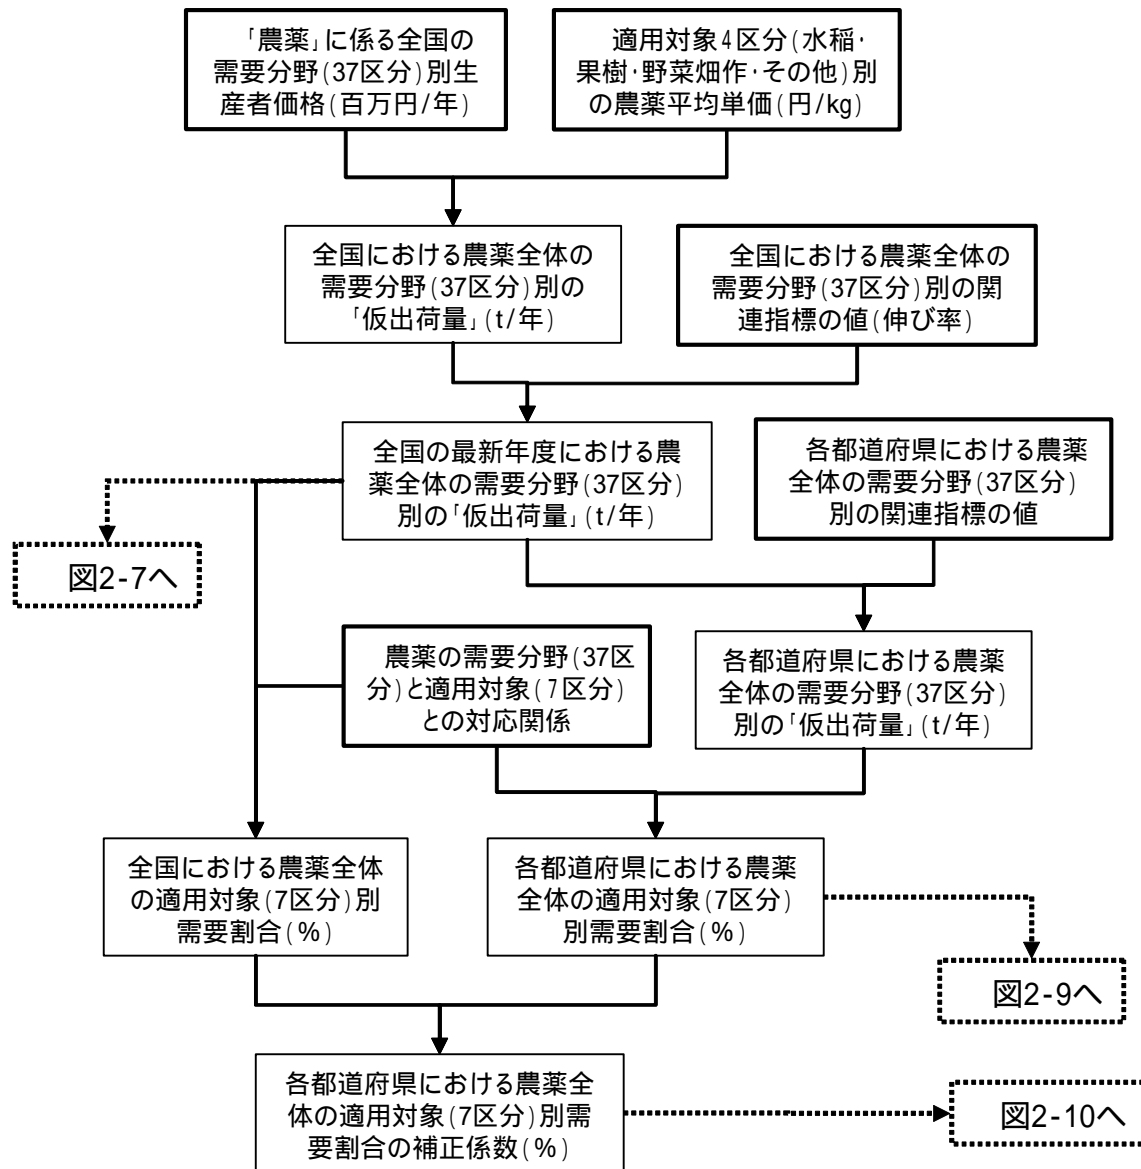 「農薬」に係る全国の
需要分野(37区分)別生
産者価格(百万円/年)
適用対象4区分(水稲・
果樹・野菜畑作・その他)別
の農薬平均単価(円/kg)
全国における農薬全体の
需要分野(37区分)別の
「仮出荷量」(t/年)
全国における農薬全体の
需要分野(37区分)別の関
連指標の値(伸び率)
全国の最新年度における農
薬全体の需要分野(37区分)
別の「仮出荷量」(t/年)
各都道府県における農薬
全体の需要分野(37区分)
別の関連指標の値
図2-7へ
農薬の需要分野(37区
分)と適用対象(7区分)
との対応関係
各都道府県における農薬
全体の需要分野(37区分)
別の「仮出荷量」(t/年)
全国における農薬全体
の適用対象(7区分)別
需要割合(%)
各都道府県における農薬
全体の適用対象(7区分)
別需要割合(%)
図2-9へ
各都道府県における農薬全
体の適用対象(7区分)別需
要割合の補正係数(%)
図2-10へ